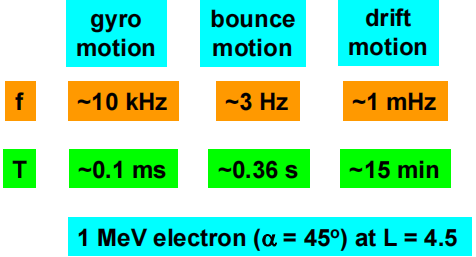 gyro motion bounce motion drift motion
f ~10 kHz ~3 Hz ~1 mHz
T ~0.1 ms ~0.36 s ~15 min
1 MeV electron (α = 45º) at L = 4.5